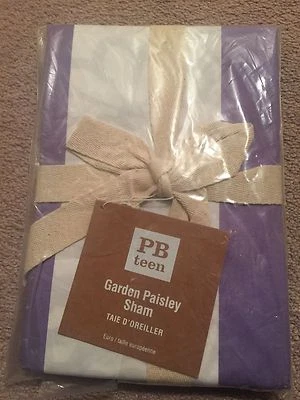 PB
teen
Garden Paisley
Sham
TAIE D'OREILLER
Euro / taille européenne